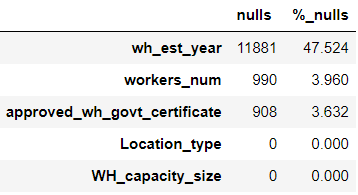 nulls %_nulls
wh_est_year 11881 47.524
workers_num 990 3.960
approved_wh_govt_certificate 908 3.632
Location_type 0 0.000
WH_capacity_size 0 0.000